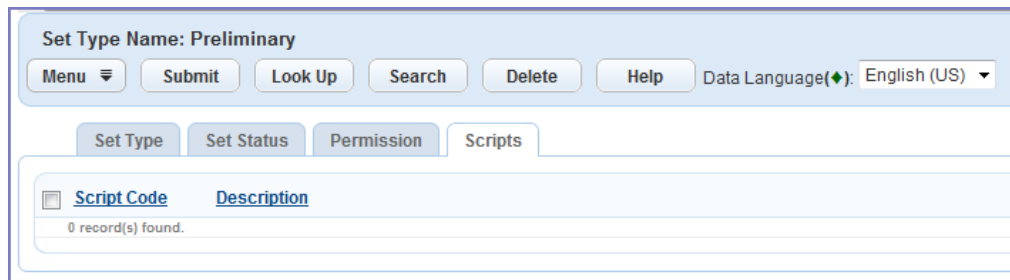 Set Type Name: Preliminary
Menu Submit Look Up Search Delete Help Data Language(♦): English (US)
Set Type Set Status Permission Scripts
Script Code Description
0 record(s) found.